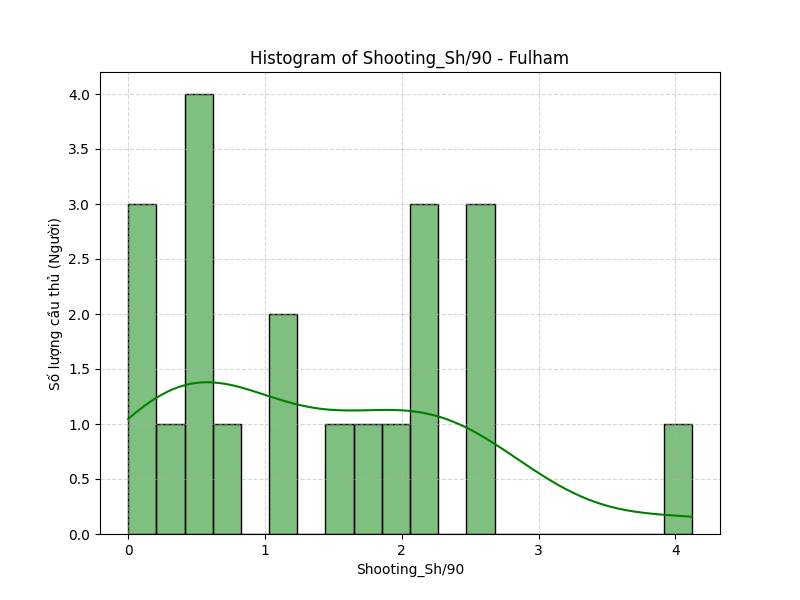 Histogram of Shooting_Sh/90 - Fulham
Số lượng cầu thủ (Người)
4.0
3.5
3.0
2.5
2.0
1.5
1.0
0.5
0.0
0 1 2 3 4
Shooting_Sh/90